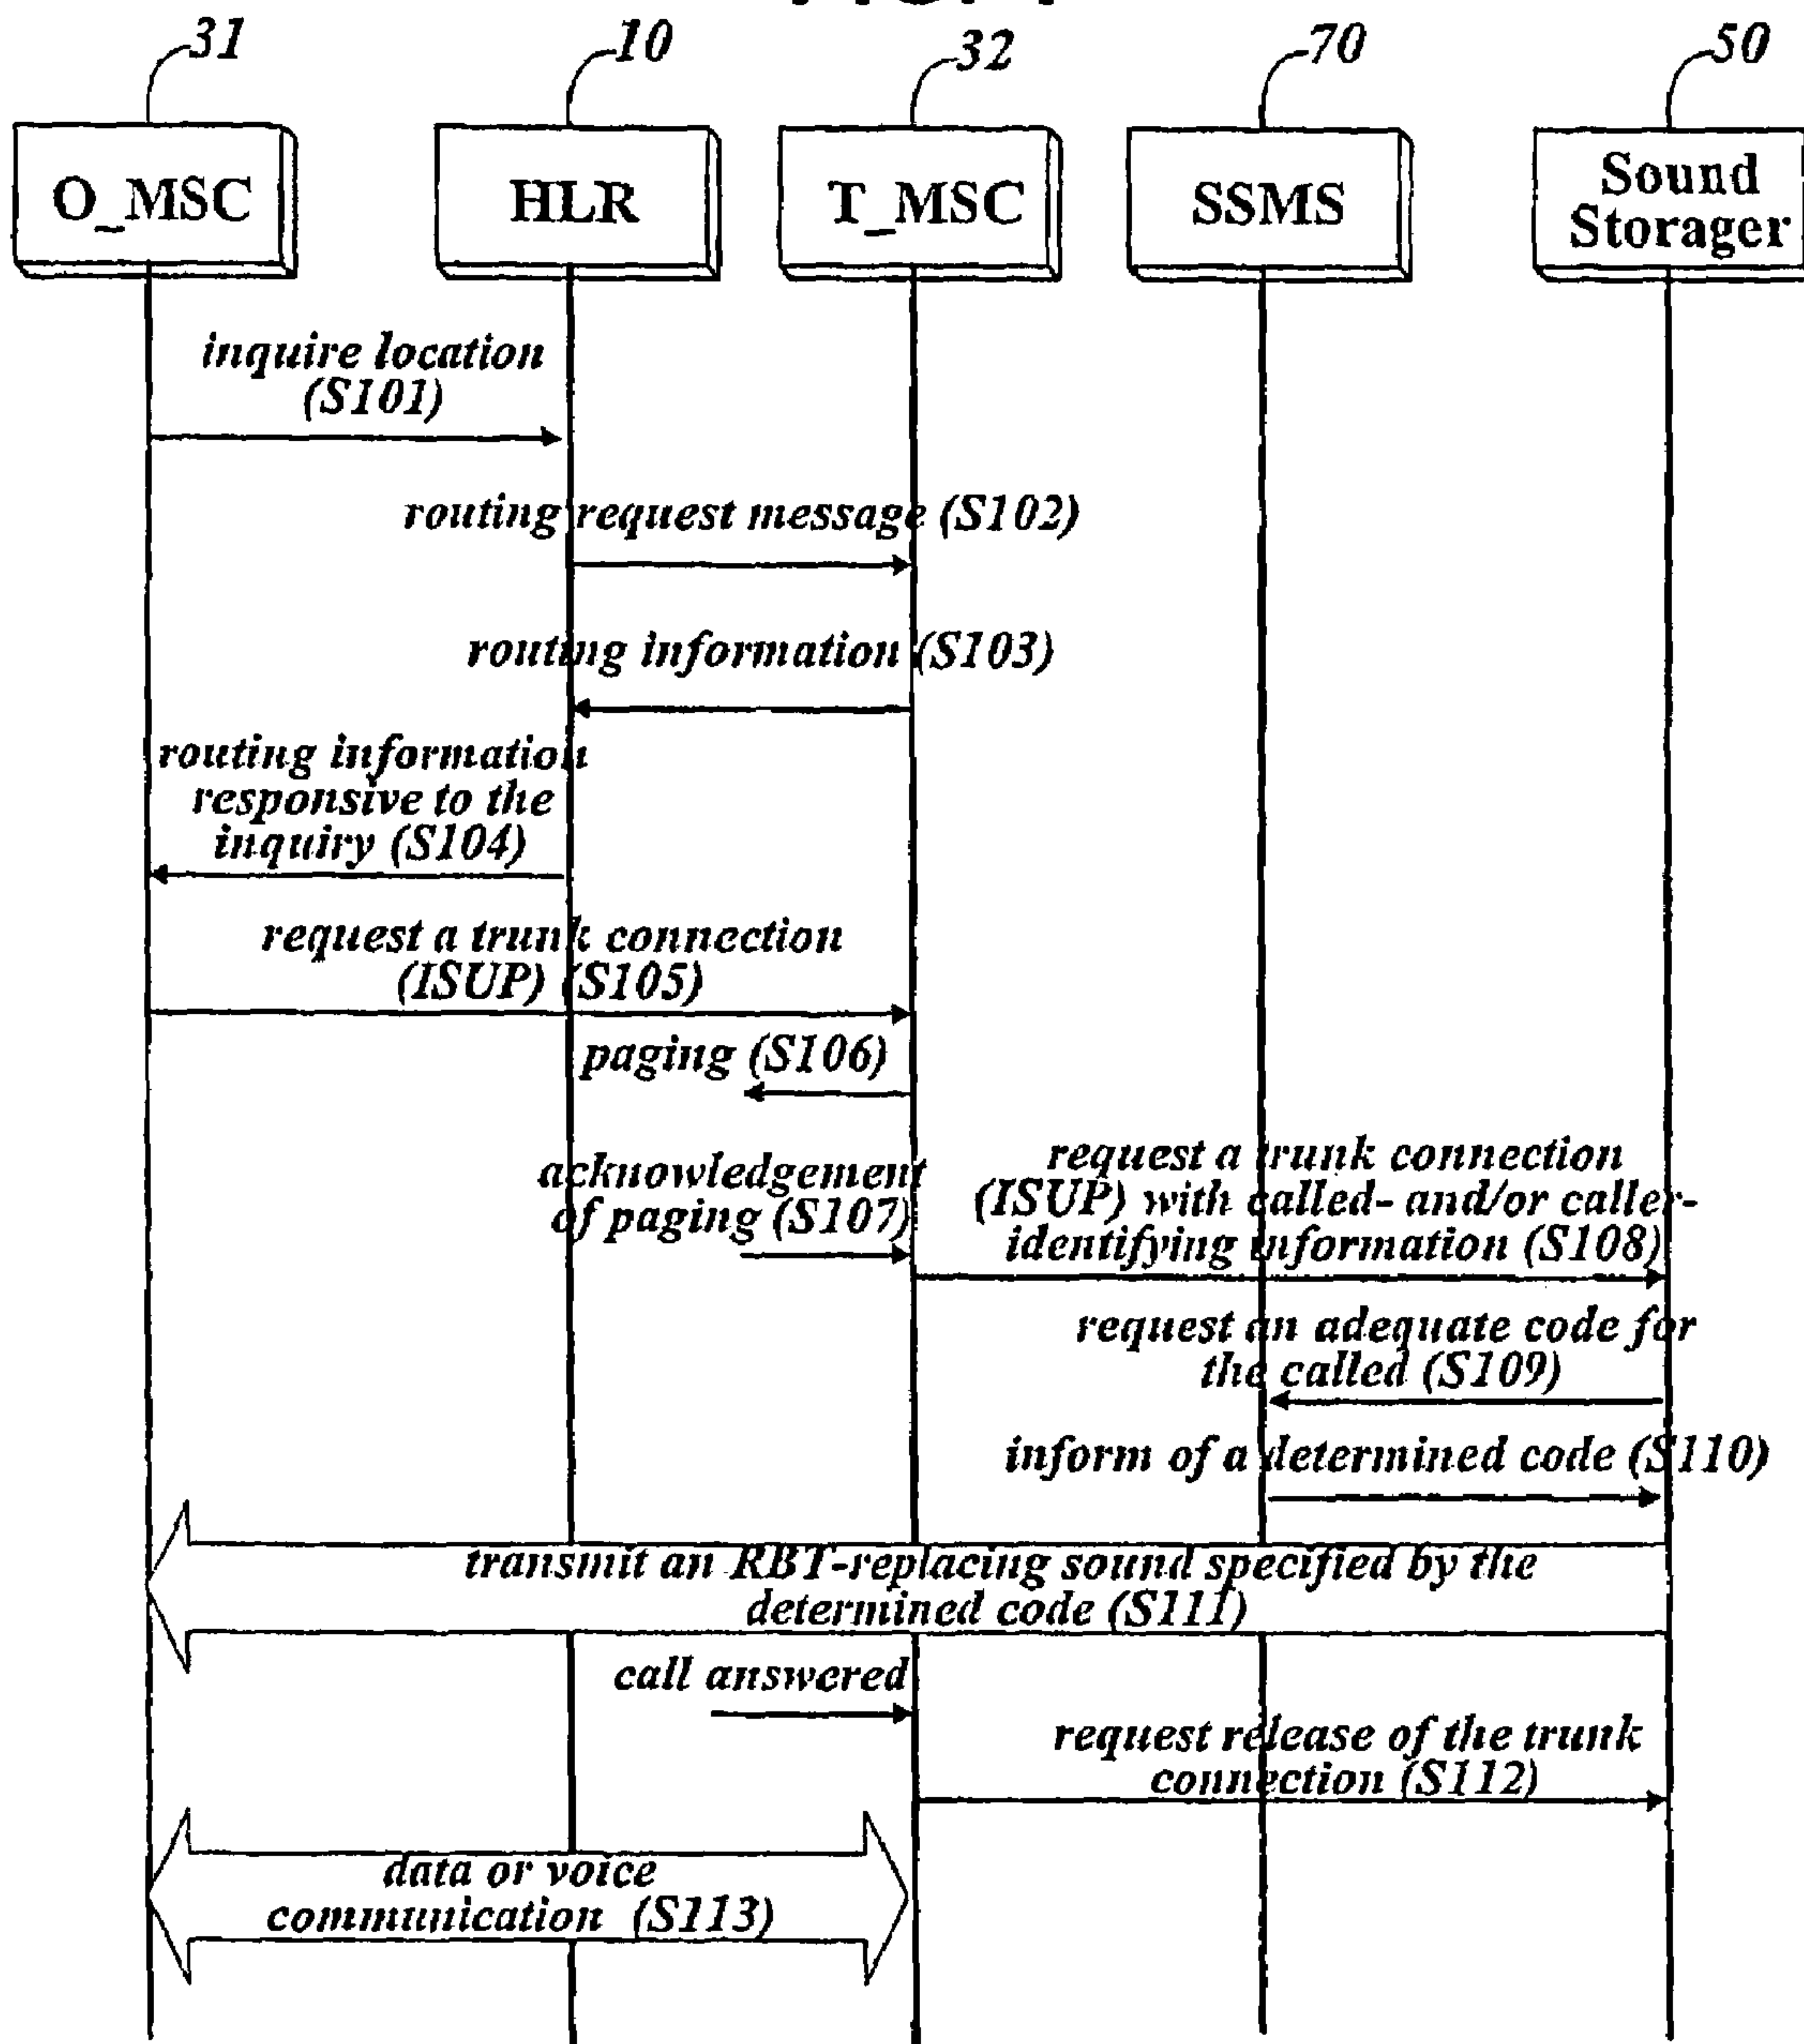 31
10
32
70
50
O_MSC
HLR
T_MSC
SSMS
Sound
Storager
inquire location
(S101)
routing request message (S102)
routing information (S103)
routing information
responsive to the
inquiry (S104)
request a trunk connection
(ISUP) (S105)
paging (S106)
acknowledgement
of paging (S107)
request a trunk connection
(ISUP) with called- and/or caller-
identifying information (S108)
request an adequate code for
the called (S109)
inform of a determined code (S110)
transmit an RBT-replacing sound specified by the
determined code (S111)
call answered
request release of the trunk
connection (S112)
data or voice
communication (S113)